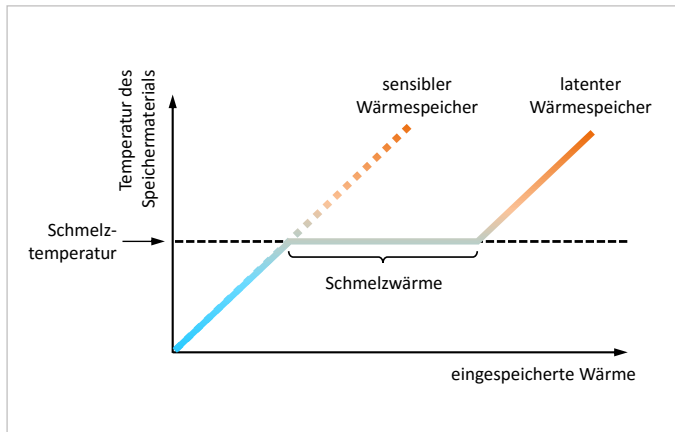 Temperatur des
Speichermaterials
sensibler
Wärmespeicher
latenter
Wärmespeicher
Schmelz-
temperatur
Schmelzwärme
eingespeicherte Wärme